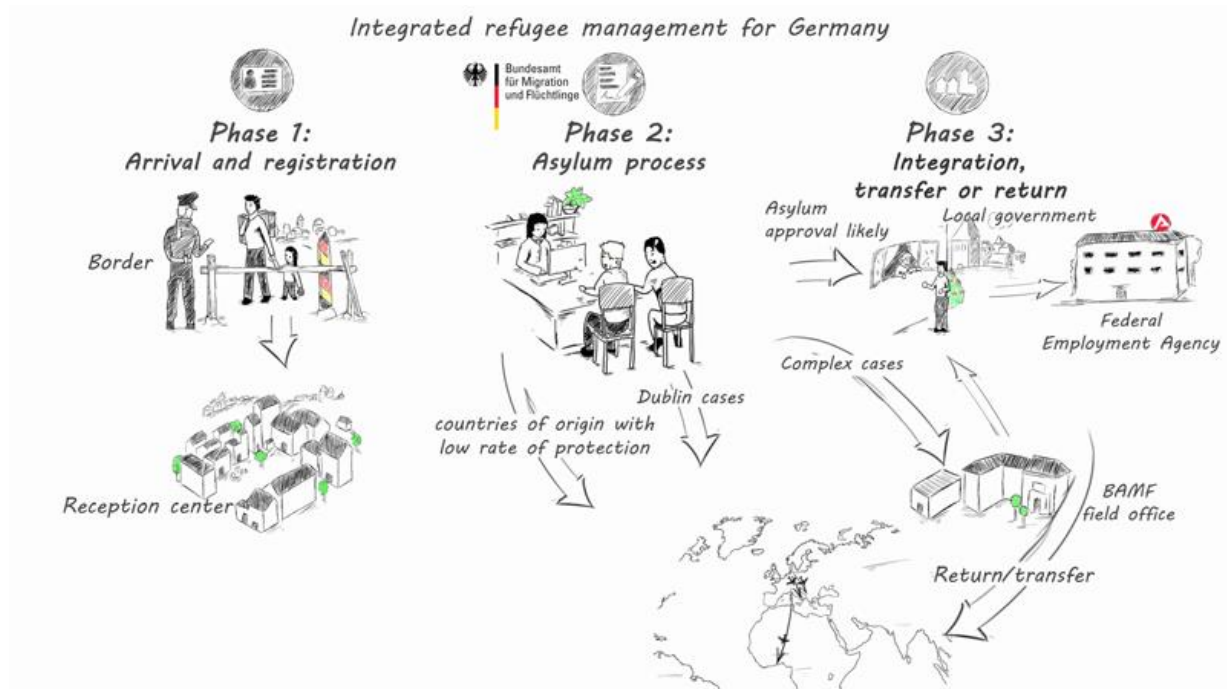 Integrated refugee management for Germany
Bundesamt
für Migration
und Flüchtlinge
Phase 1:
Arrival and registration
Border
Reception center
Phase 2:
Asylum process
countries of origin with
low rate of protection
Dublin cases
Phase 3:
Integration,
transfer or return
Asylum
approval likely
Local government
Federal
Employment Agency
Complex cases
BAMF
field office
Return/transfer